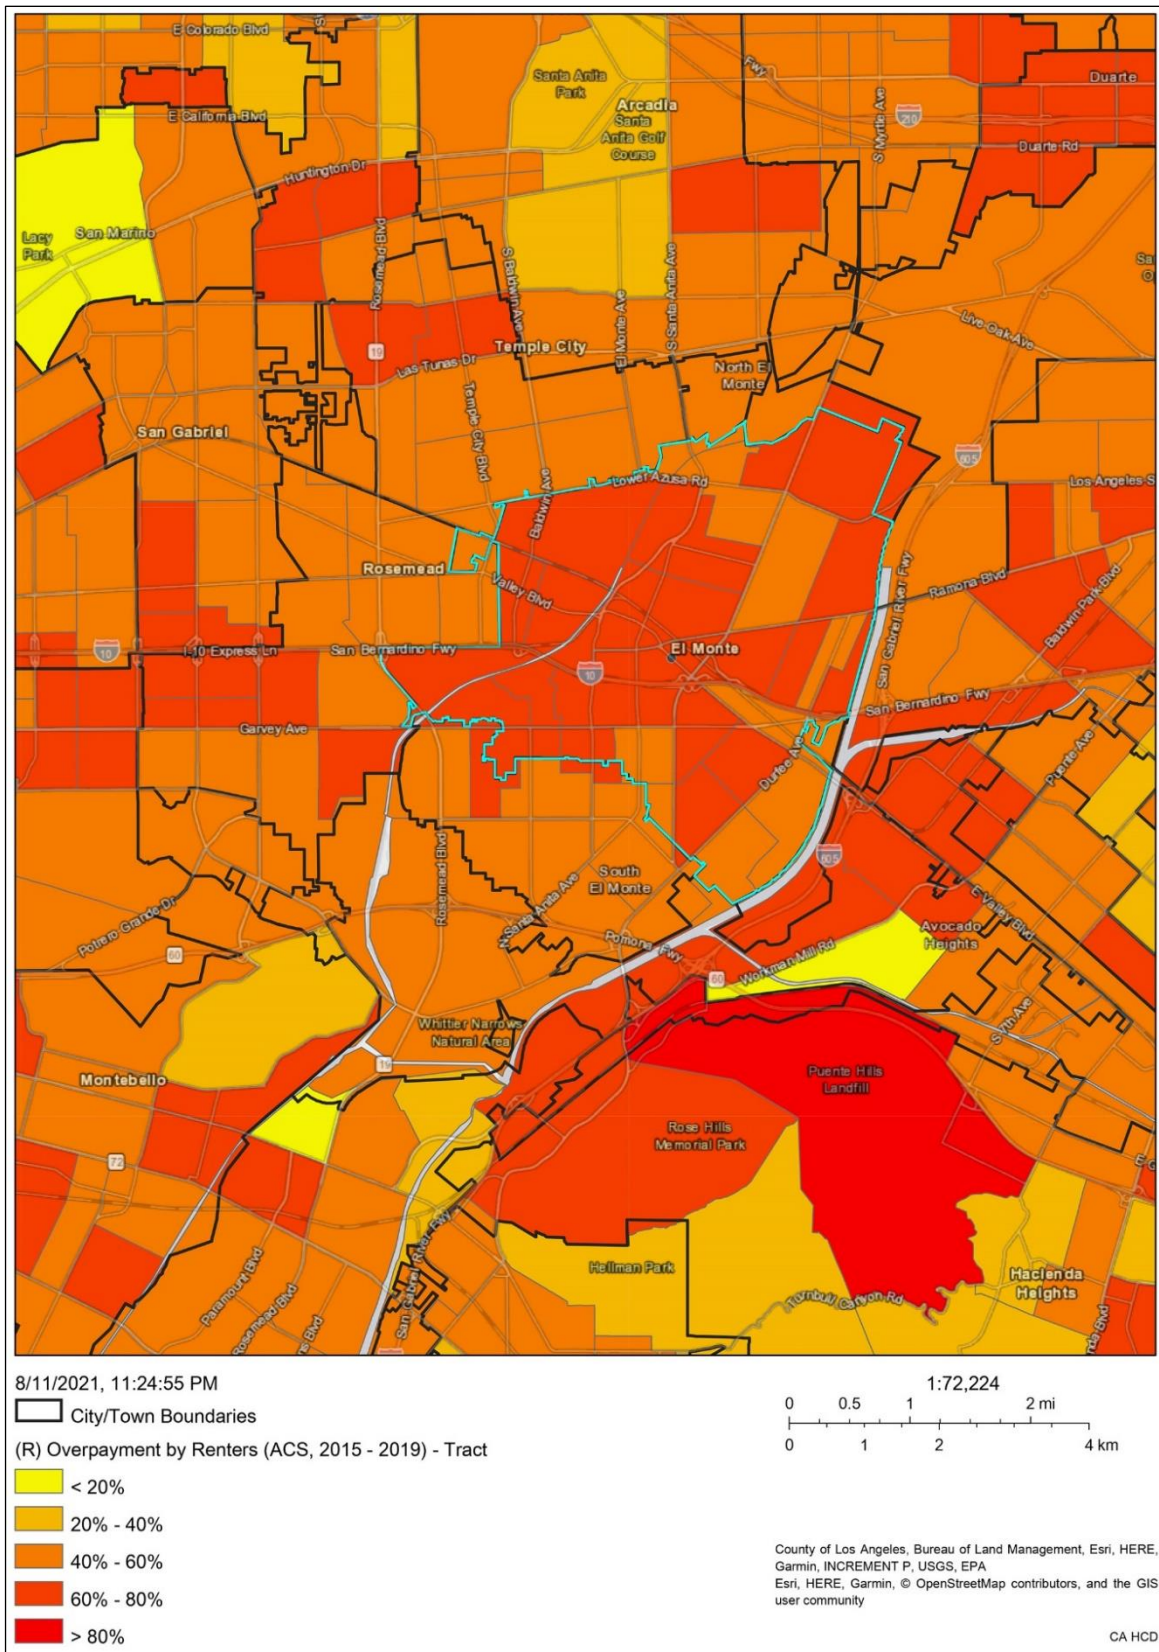 E Colorado Blvd
Santa Anita
Park
Fwy
Duarte
Arcadia
Santa
Anita Golf
Course
E California Blvd
S Myrtle Ave
210
Duarte Rd
Huntington Dr
Lacy
Park
San Marino
Rosemead Blvd
S Baldwin Ave
El Monte Ave
S Santa Anita Ave
Live Oak Ave
19
Las Tunas Dr
Temple City
North El
Monte
San Gabriel
Temple City Blvd
Baldwin Ave
Lower Azusa Rd
605
Los Angeles S
Rosemead
Valley Blvd
Ramona Blvd
Baldwin Park Blvd
San Gabriel River Fwy
10
I-10 Express Ln
San Bernardino Fwy
El Monte
10
San Bernardino Fwy
Garvey Ave
Durfee Ave
Puente Ave
605
Rosemead Blvd
South
El Monte
N Santa Anita Ave
E Valley Blvd
Potrero Grande Dr
60
Pomona Fwy
Avocado
Heights
Workman Mill Rd
60
S 7th Ave
Whittier Narrows
Natural Area
19
Montebello
Puente Hills
Landfill
Rose Hills
Memorial Park
72
San Gabriel River Fwy
Paramount Blvd
Rosemead Blvd
Hellman Park
Turnbull Canyon Rd
Hacienda
Heights
8/11/2021, 11:24:55 PM
City/Town Boundaries
(R) Overpayment by Renters (ACS, 2015 - 2019) - Tract
< 20%
20% - 40%
40% - 60%
60% - 80%
> 80%
1:72,224
0 0.5 1 2 mi
0 1 2 4 km
County of Los Angeles, Bureau of Land Management, Esri, HERE,
Garmin, INCREMENT P, USGS, EPA
Esri, HERE, Garmin, © OpenStreetMap contributors, and the GIS
user community
CA HCD